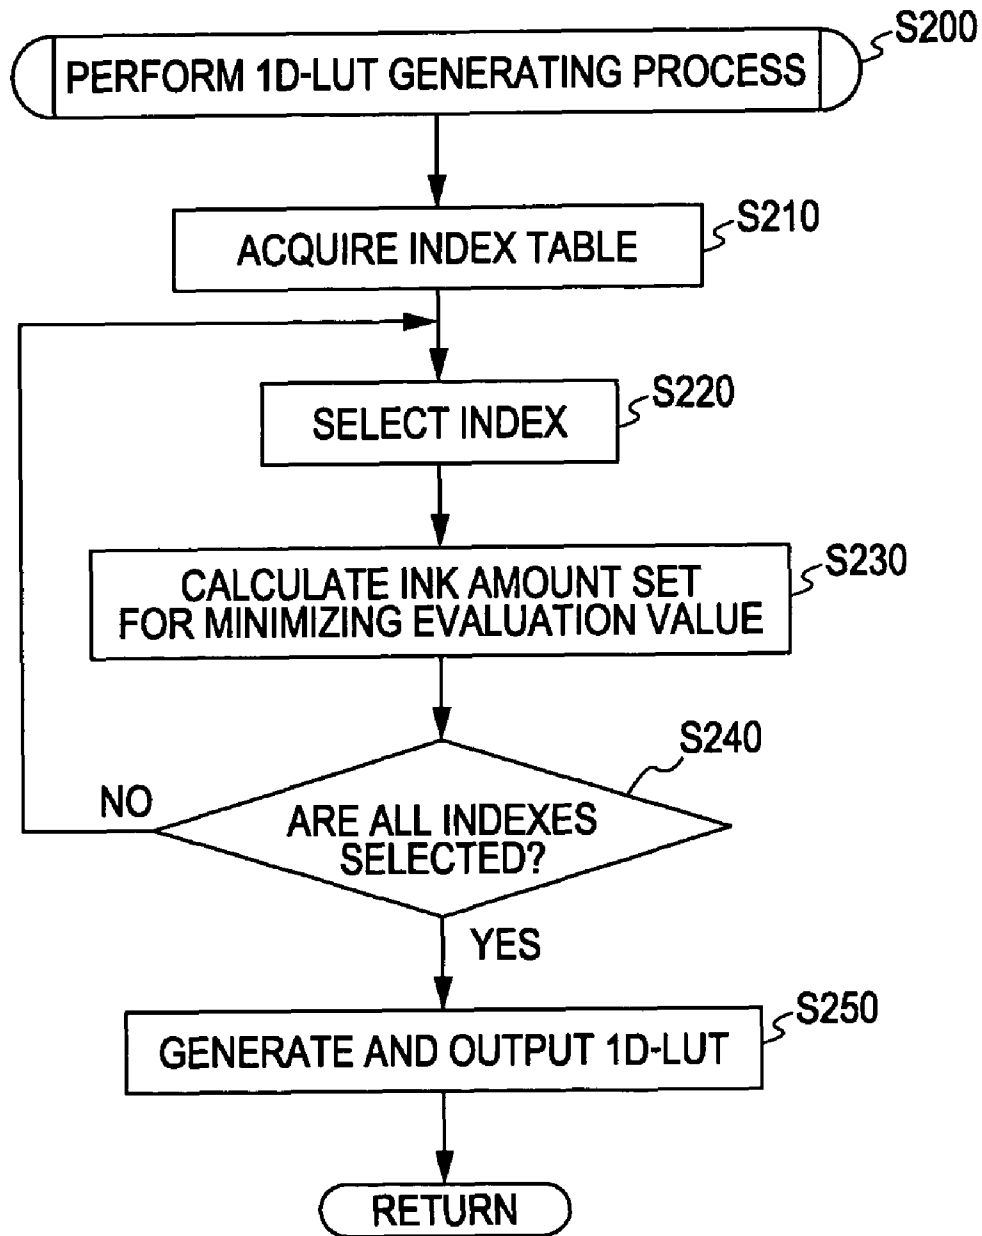 S200
PERFORM 1D-LUT GENERATING PROCESS
S210
ACQUIRE INDEX TABLE
S220
SELECT INDEX
S230
CALCULATE INK AMOUNT SET
FOR MINIMIZING EVALUATION VALUE
S240
NO
ARE ALL INDEXES
SELECTED?
YES
S250
GENERATE AND OUTPUT 1D-LUT
RETURN